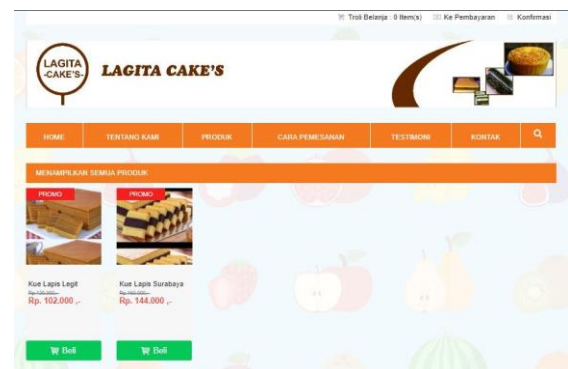 Troli Belanja : 0 Item(s) Ke Pembayaran Konfirmasi
LAGITA
-CAKE'S-
LAGITA CAKE'S
HOME TENTANG KAMI PRODUK CARA PEMESANAN TESTIMONI KONTAK
MENAMPILKAN SEMUA PRODUK
PROMO PROMO
Kue Lapis Legit Kue Lapis Surabaya
Rp. 102.000 ,- Rp. 144.000 ,-
Beli Beli